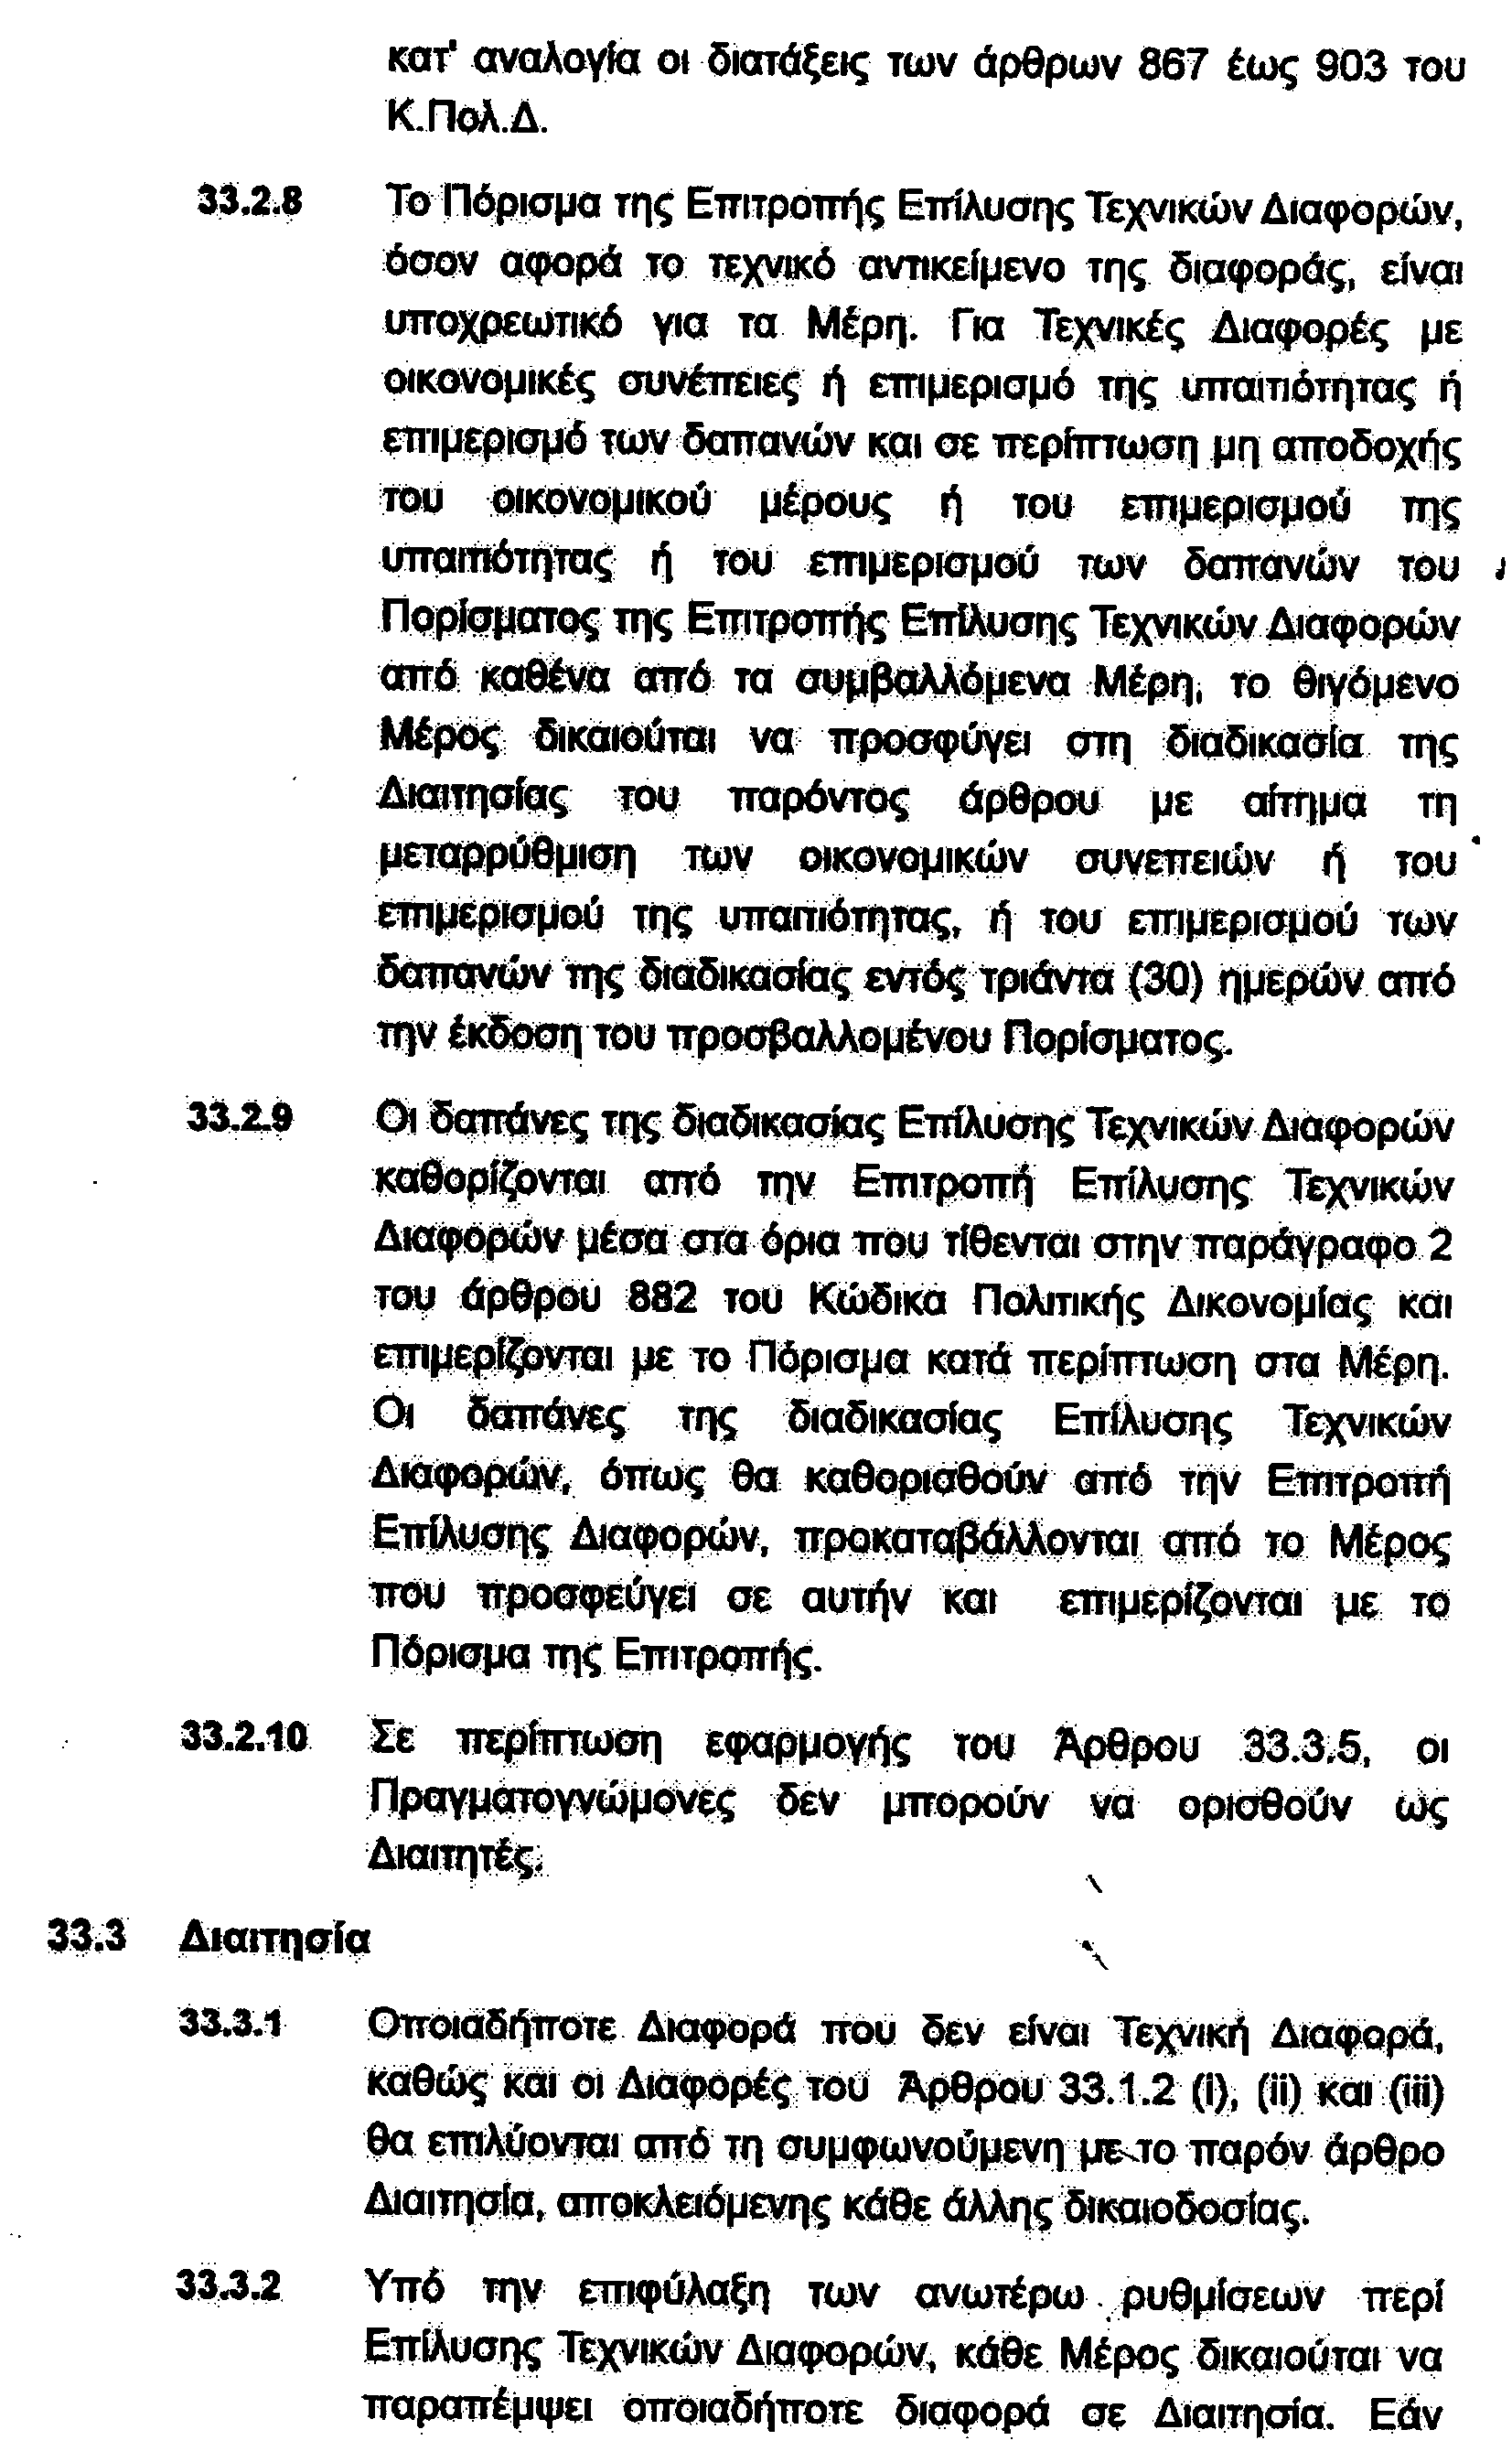 κατ' αναλογία οι διατάξεις των άρθρων 867 έως 903 του
Κ.Πολ.Δ.
33.2.8 Το Πόρισμα της Επιτροπής Επίλυσης Τεχνικών Διαφορών,
όσον αφορά το τεχνικό αντικείμενο της διαφοράς, είναι
υποχρεωτικό για τα Μέρη. Για Τεχνικές Διαφορές με
οικονομικές συνέπειες ή επιμερισμό της υπαιτιότητας ή
επιμερισμό των δαπανών και σε περίπτωση μη αποδοχής
του οικονομικού μέρους ή του επιμερισμού της
υπαιτιότητας ή του επιμερισμού των δαπανών του
Πορίσματος της Επιτροπής Επίλυσης Τεχνικών Διαφορών
από καθένα από τα συμβαλλόμενα Μέρη, το θιγόμενο
Μέρος δικαιούται να προσφύγει στη διαδικασία της
Διαιτησίας του παρόντος άρθρου με αίτημα τη
μεταρρύθμιση των οικονομικών συνεπειών ή του
επιμερισμού της υπαιτιότητας, ή του επιμερισμού των
δαπανών της διαδικασίας εντός τριάντα (30) ημερών από
την έκδοση του προσβαλλομένου Πορίσματος.
33.2.9 Οι δαπάνες της διαδικασίας Επίλυσης Τεχνικών Διαφορών
καθορίζονται από την Επιτροπή Επίλυσης Τεχνικών
Διαφορών μέσα στα όρια που τίθενται στην παράγραφο 2
του άρθρου 882 του Κώδικα Πολιτικής Δικονομίας και
επιμερίζονται με το Πόρισμα κατά περίπτωση στα Μέρη.
Οι δαπάνες της διαδικασίας Επίλυσης Τεχνικών
Διαφορών, όπως θα καθορισθούν από την Επιτροπή
Επίλυσης Διαφορών, προκαταβάλλονται από το Μέρος
που προσφεύγει σε αυτήν και επιμερίζονται με το
Πόρισμα της Επιτροπής.
33.2.10 Σε περίπτωση εφαρμογής του Άρθρου 33.3.5, οι
Πραγματογνώμονες δεν μπορούν να ορισθούν ως
Διαιτητές.
33.3 Διαιτησία
33.3.1 Οποιαδήποτε Διαφορά που δεν είναι Τεχνική Διαφορά,
καθώς και οι Διαφορές του Άρθρου 33.1.2 (i), (ii) και (iii)
θα επιλύονται από τη συμφωνούμενη με το παρόν άρθρο
Διαιτησία, αποκλειόμενης κάθε άλλης δικαιοδοσίας.
33.3.2 Υπό την επιφύλαξη των ανωτέρω ρυθμίσεων περί
Επίλυσης Τεχνικών Διαφορών, κάθε Μέρος δικαιούται να
παραπέμψει οποιαδήποτε διαφορά σε Διαιτησία. Εάν